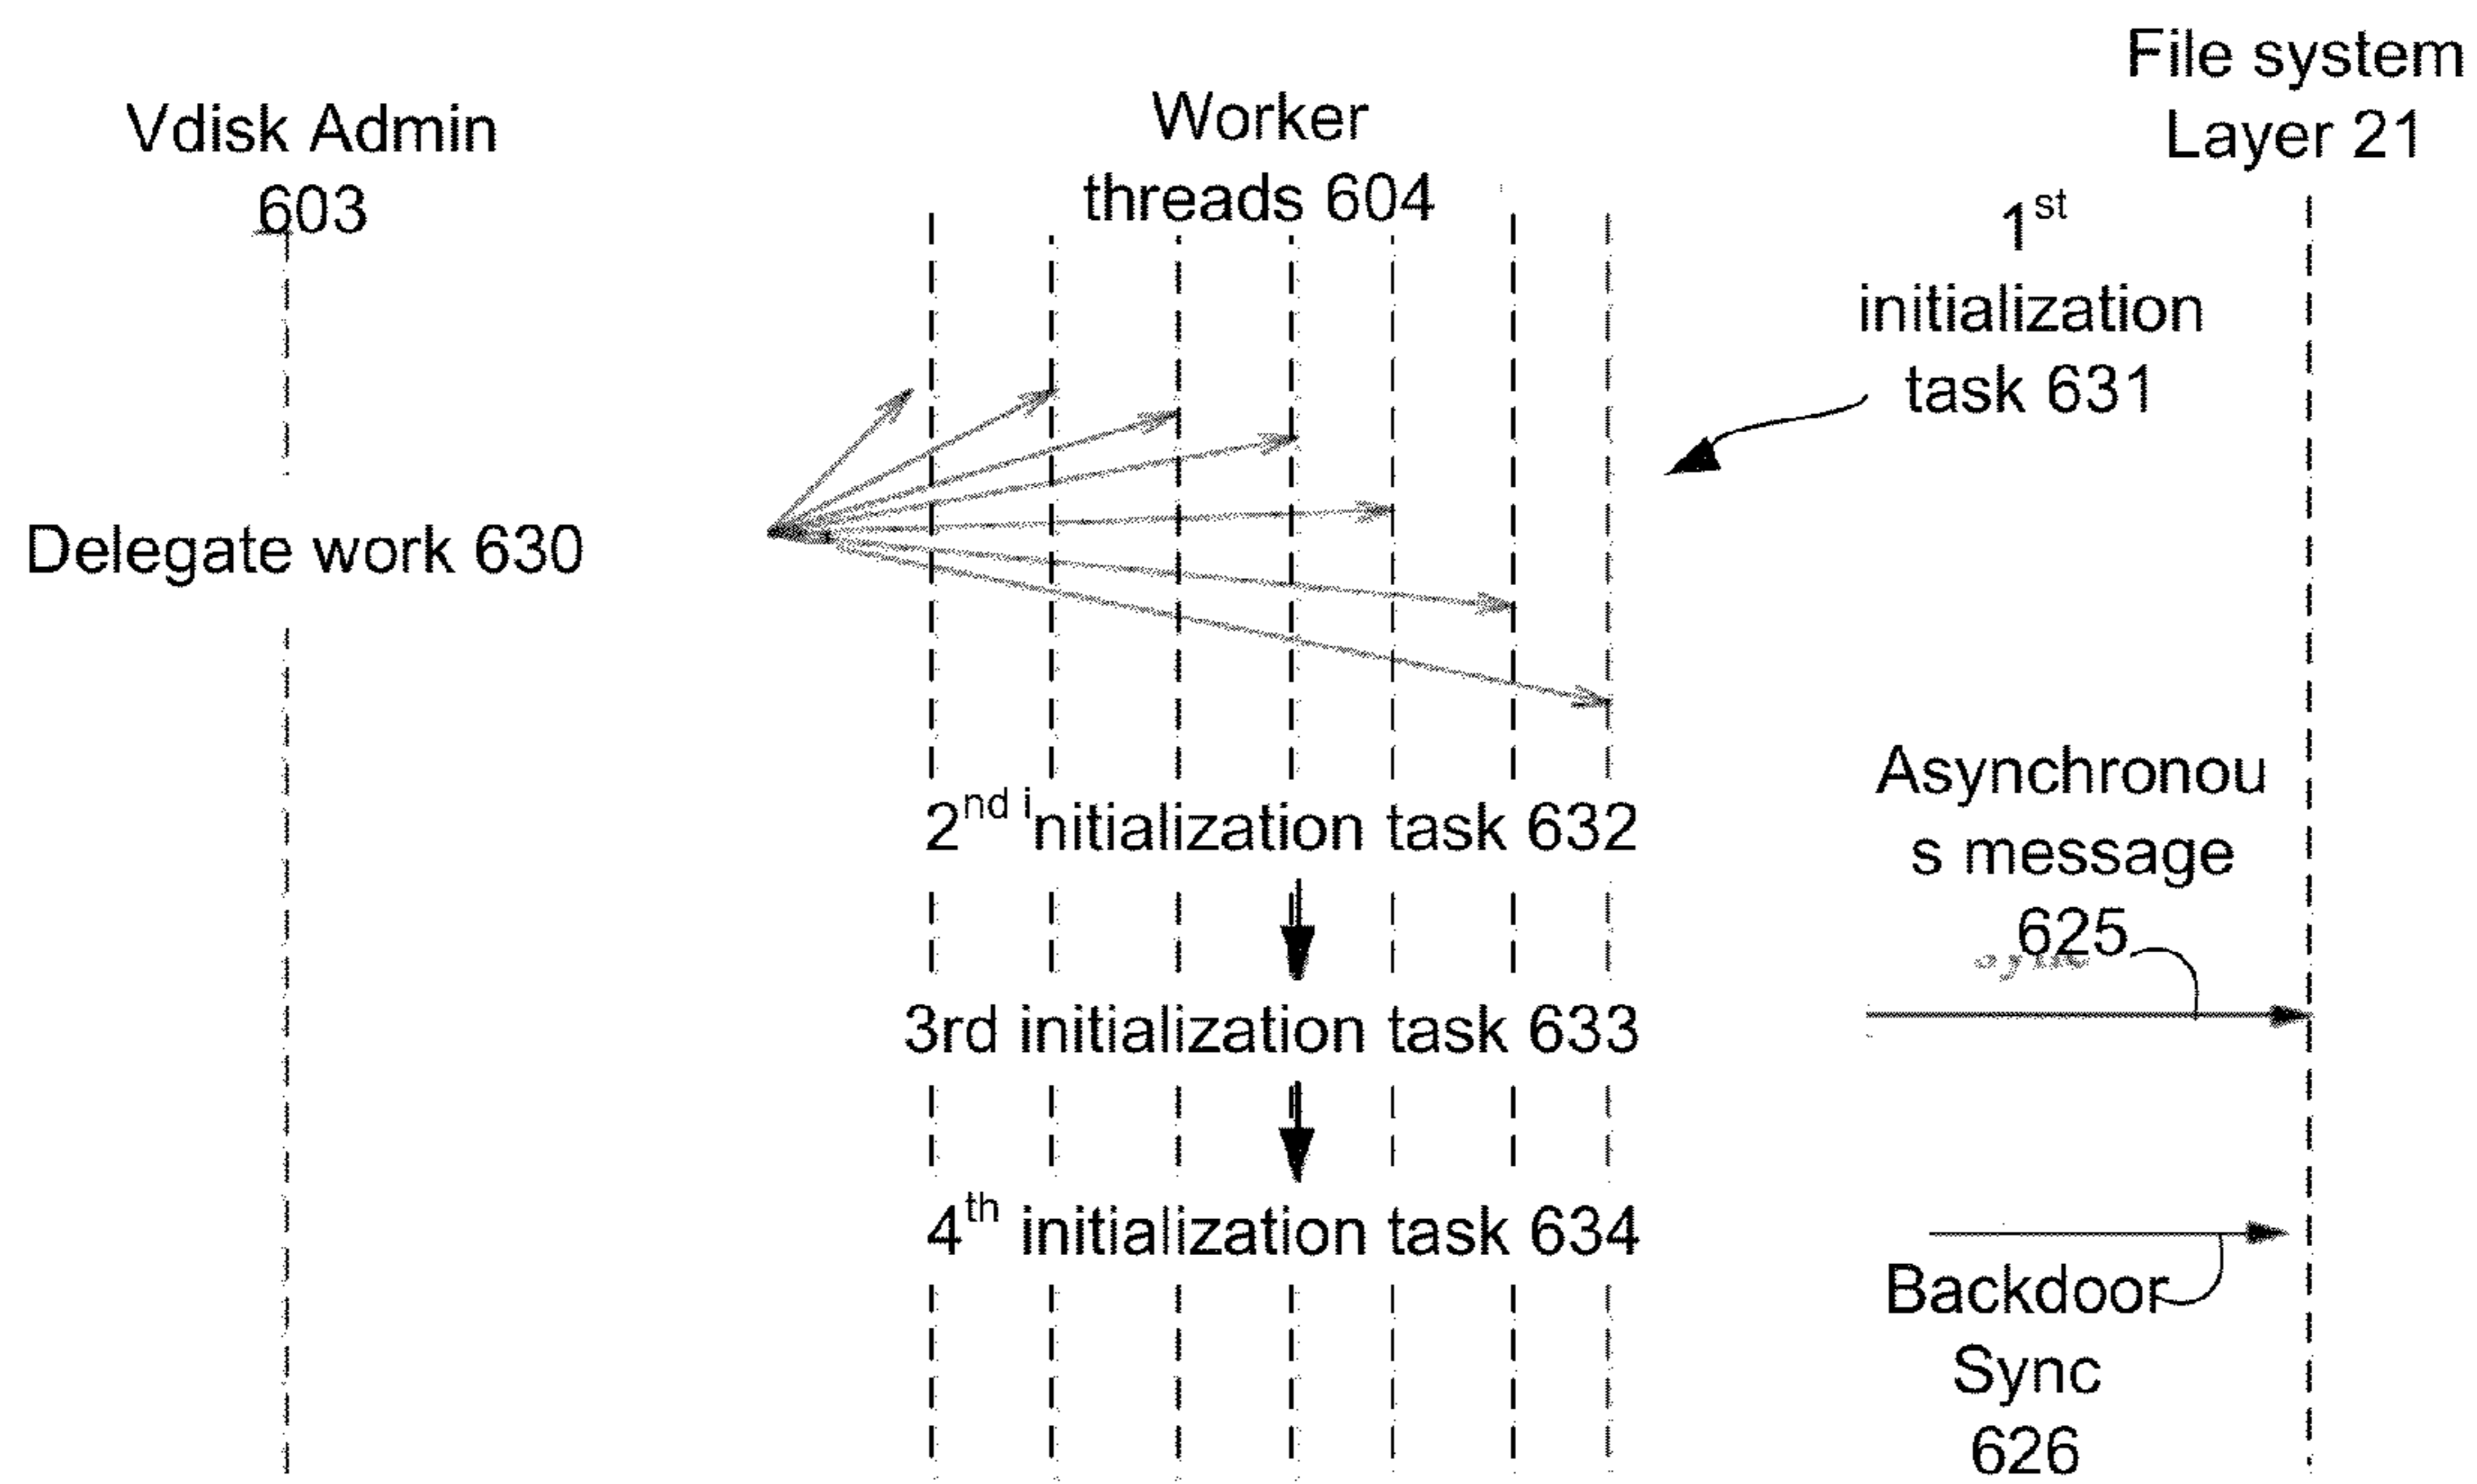 Vdisk Admin
603
Worker
threads 604
File system
Layer 21
1st
initialization
task 631
Delegate work 630
2nd initialization task 632
Asynchronou
s message
625
3rd initialization task 633
4th initialization task 634
Backdoor
Sync
626